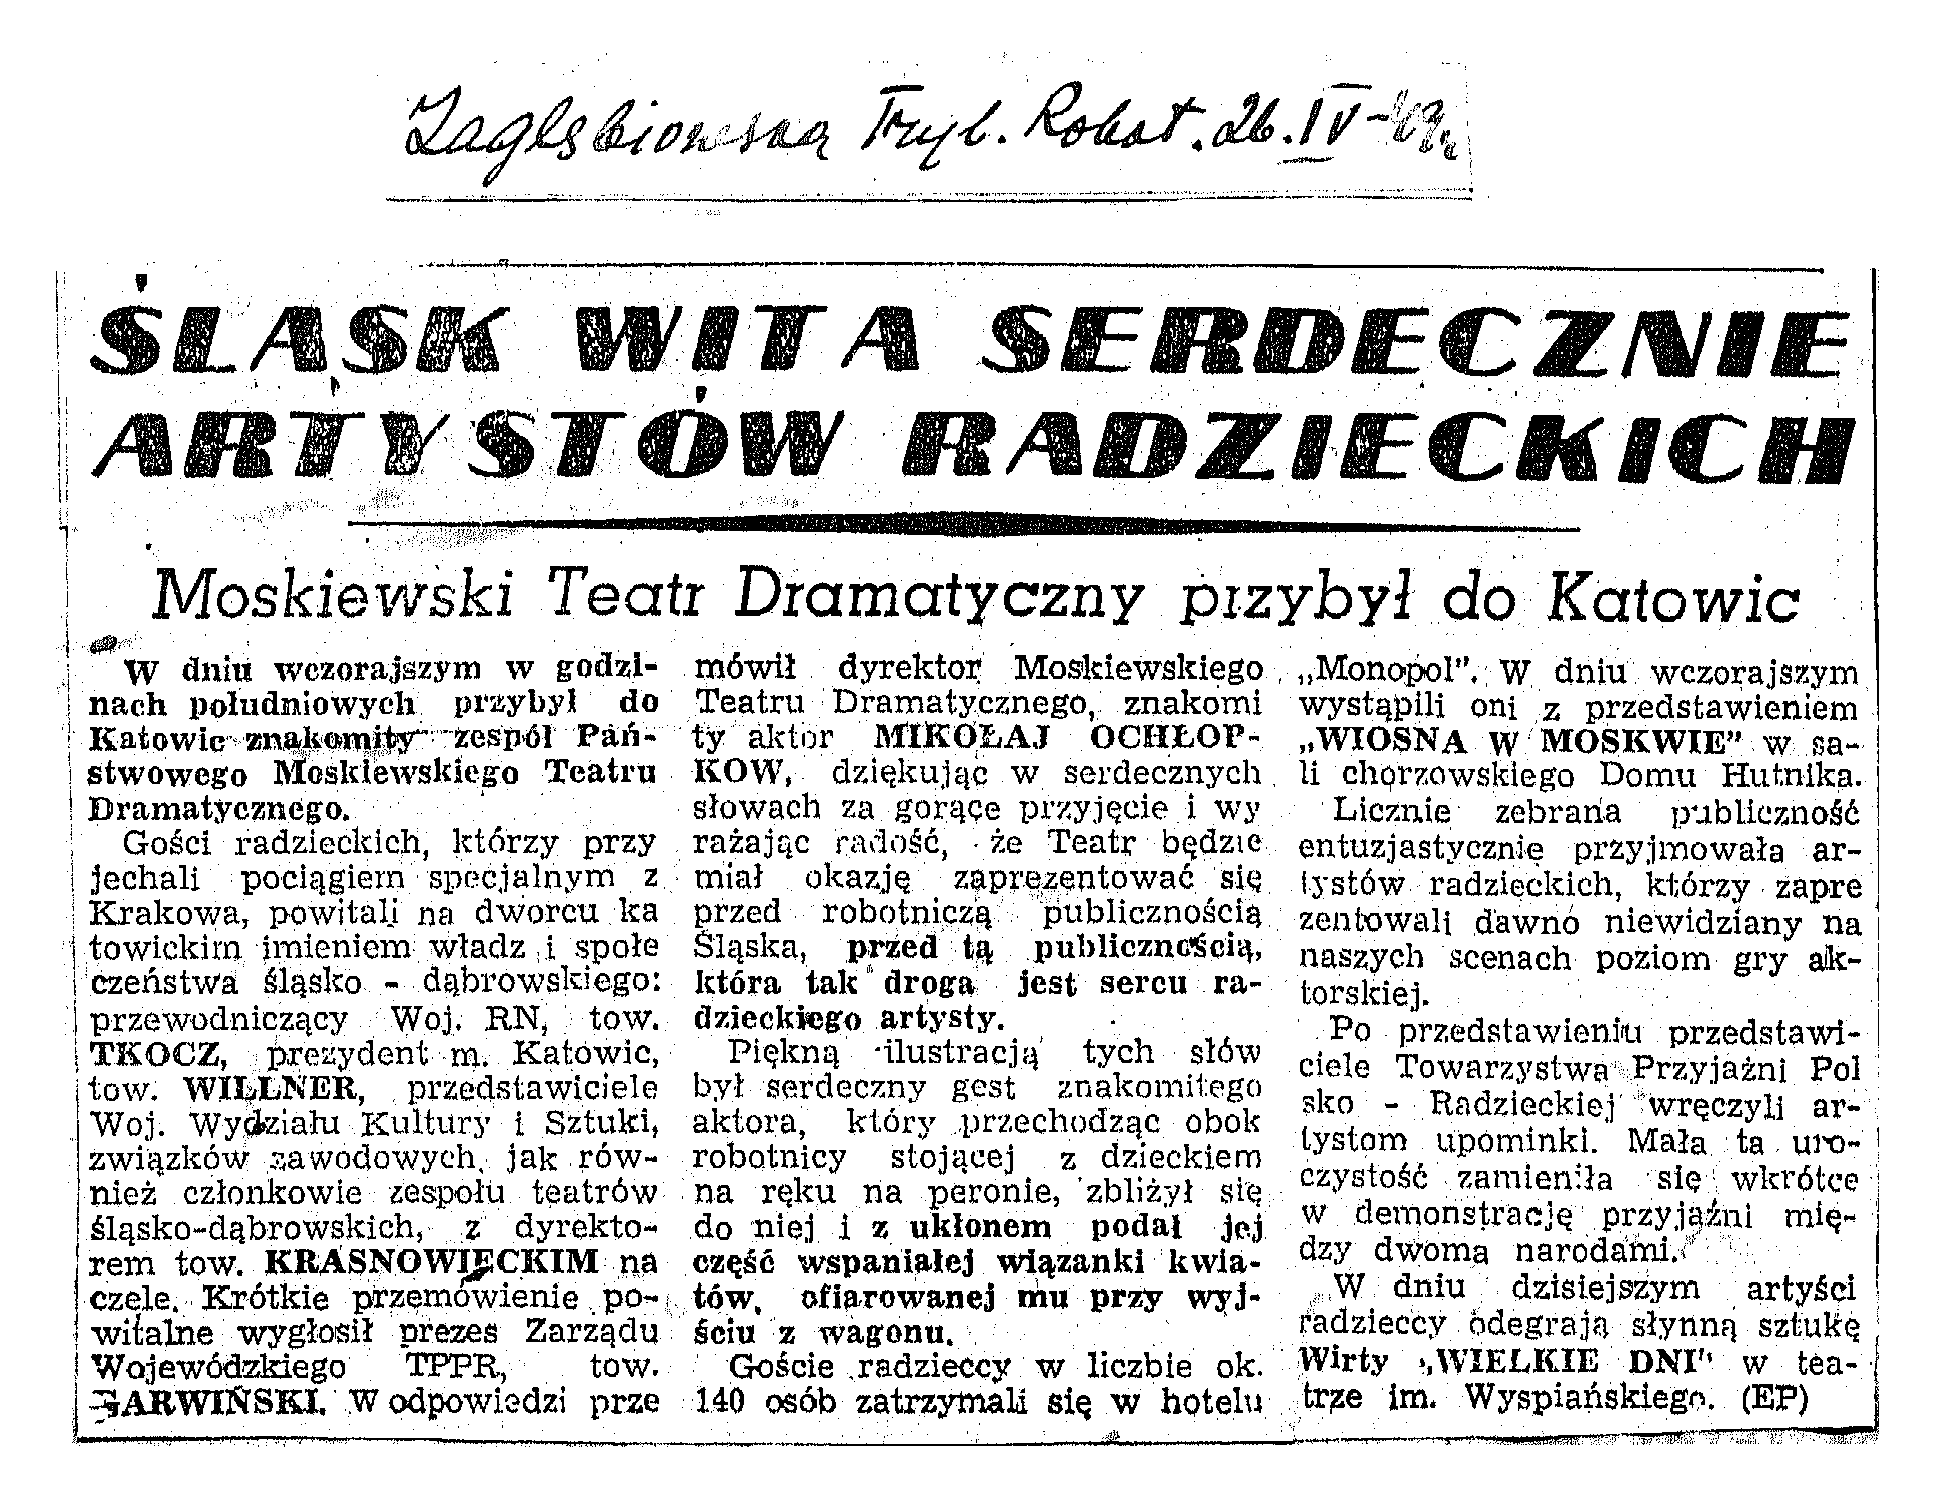 Zagłębiowska Tryb. Robot. 26.IV-49r.
ŚLĄSK WITA SERDECZNIE
ARTYSTÓW RADZIECKICH
Moskiewski Teatr Dramatyczny przybył do Katowic
W dniu wczorajszym w godzi-
nach południowych przybył do
Katowic znakomity zespół Pań-
stwowego Moskiewskiego Teatru
Dramatycznego.
Gości radzieckich, którzy przy
jechali pociągiem specjalnym z
Krakowa, powitali na dworcu ka
towickim imieniem władz i społe
czeństwa śląsko - dąbrowskiego:
przewodniczący Woj. RN, tow.
TKOCZ, prezydent m. Katowic,
tow. WILLNER, przedstawiciele
Woj. Wydziału Kultury i Sztuki,
związków zawodowych, jak rów-
nież członkowie zespołu teatrów
śląsko-dąbrowskich, z dyrekto-
rem tow. KRASNOWIECKIM na
czele. Krótkie przemówienie po-
witalne wygłosił prezes Zarządu
Wojewódzkiego TPPR, tow.
GARWIŃSKI. W odpowiedzi prze
mówił dyrektor Moskiewskiego
Teatru Dramatycznego, znakomi
ty aktor MIKOŁAJ OCHŁOP-
KOW, dziękując w serdecznych
słowach za gorące przyjęcie i wy
rażając radość, że Teatr będzie
miał okazję zaprezentować się
przed robotniczą publicznością
Śląska, przed tą publicznością,
która tak droga jest sercu ra-
dzieckiego artysty.
Piękną ilustracją tych słów
był serdeczny gest znakomitego
aktora, który przechodząc obok
robotnicy stojącej z dzieckiem
na ręku na peronie, zbliżył się
do niej i z ukłonem podał jej
część wspaniałej wiązanki kwia-
tów, ofiarowanej mu przy wyj-
ściu z wagonu.
Goście radzieccy w liczbie ok.
140 osób zatrzymali się w hotelu
„Monopol". W dniu wczorajszym
wystąpili oni z przedstawieniem
„WIOSNA W MOSKWIE" w sa-
li chorzowskiego Domu Hutnika.
Licznie zebrana publiczność
entuzjastycznie przyjmowała ar-
tystów radzieckich, którzy zapre
zentowali dawno niewidziany na
naszych scenach poziom gry ak-
torskiej.
Po przedstawieniu przedstawi-
ciele Towarzystwa Przyjaźni Pol
sko - Radzieckiej wręczyli ar-
tystom upominki. Mała ta uro-
czystość zamieniła się wkrótce
w demonstrację przyjaźni mię-
dzy dwoma narodami.
W dniu dzisiejszym artyści
radzieccy odegrają słynną sztukę
Wirty „WIELKIE DNI" w tea-
trze im. Wyspiańskiego. (EP)